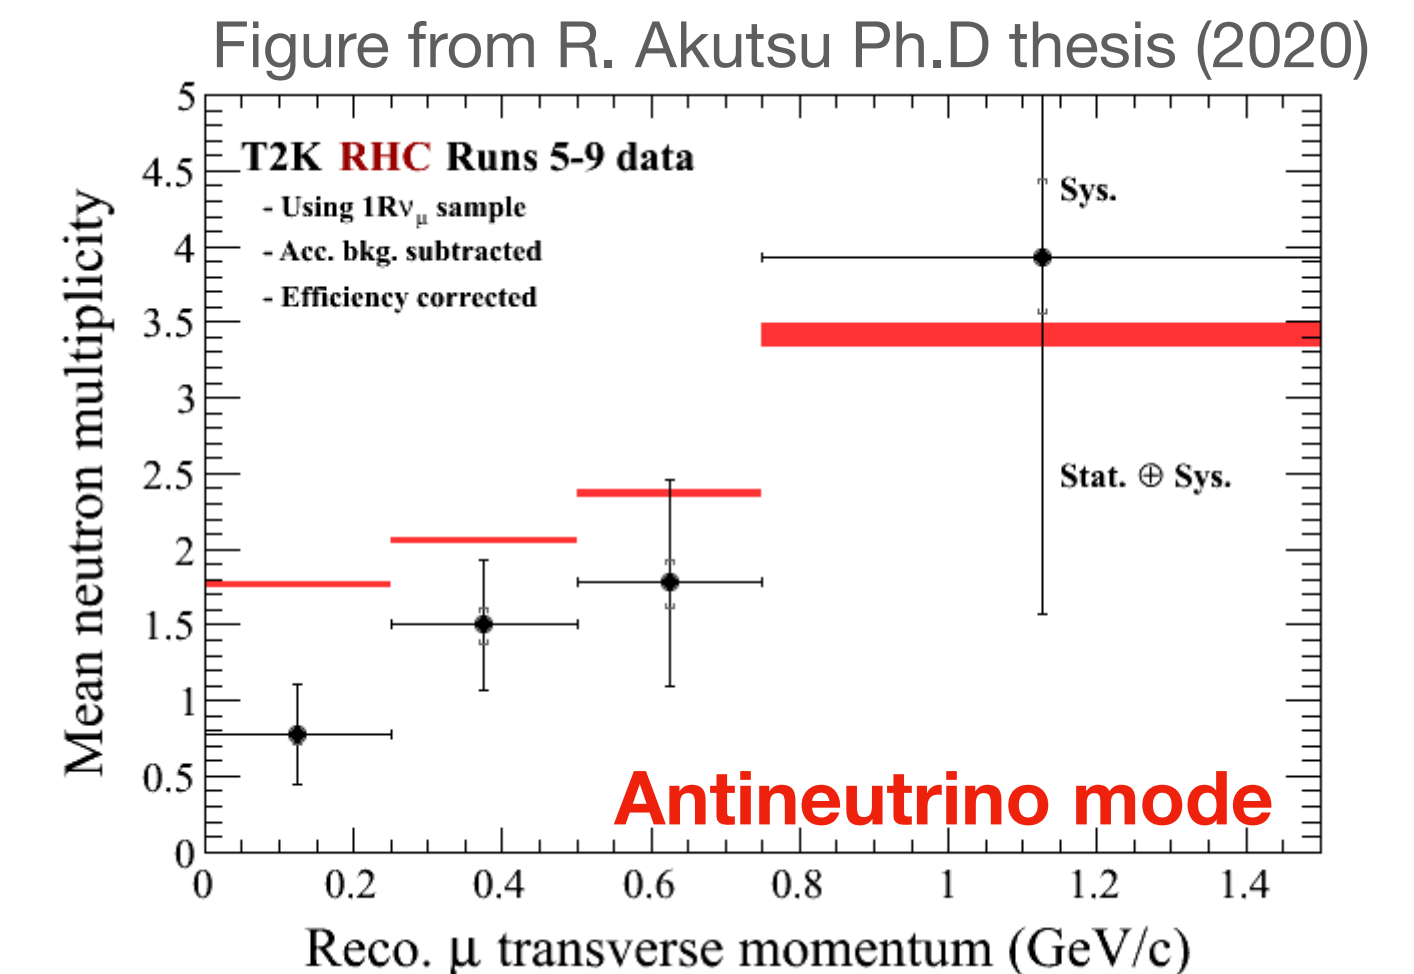 Figure from R. Akutsu Ph.D thesis (2020)
T2K RHC Runs 5-9 data
- Using 1Rνμ sample
- Acc. bkg. subtracted
- Efficiency corrected
Sys.
Stat. ⊕ Sys.
Antineutrino mode
Mean neutron multiplicity
5
4.5
4
3.5
3
2.5
2
1.5
1
0.5
0
0 0.2 0.4 0.6 0.8 1 1.2 1.4
Reco. μ transverse momentum (GeV/c)